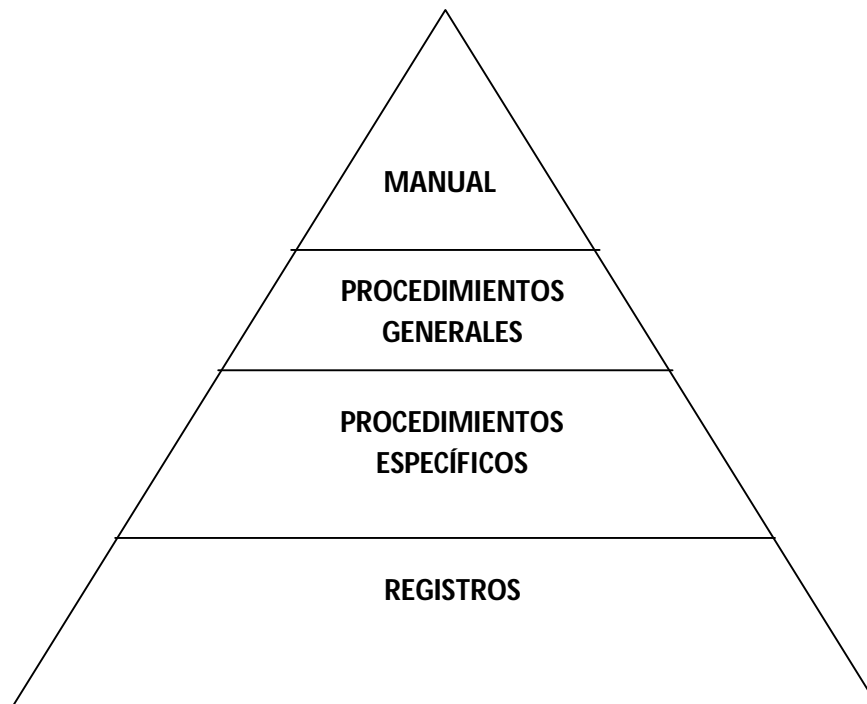 MANUAL
PROCEDIMIENTOS
GENERALES
PROCEDIMIENTOS
ESPECÍFICOS
REGISTROS